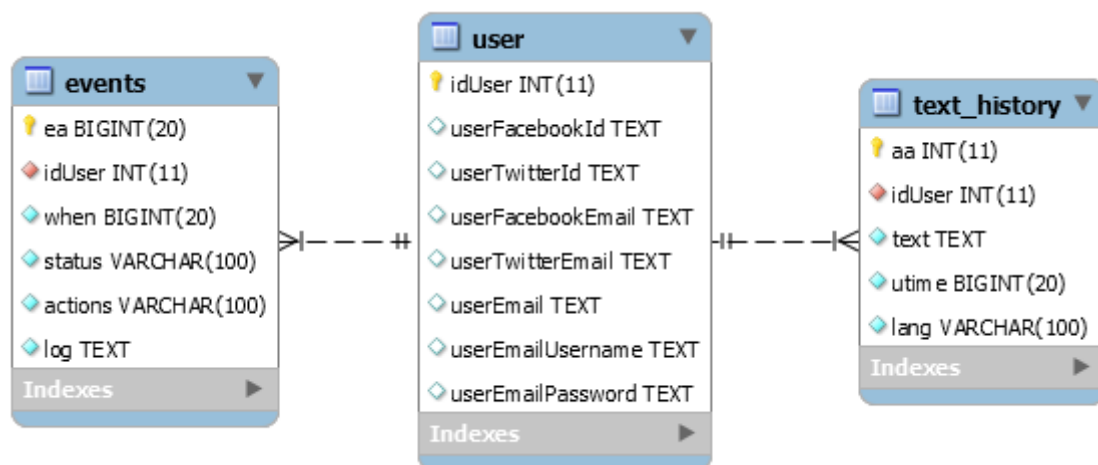 events
ea BIGINT(20)
idUser INT(11)
when BIGINT(20)
status VARCHAR(100)
actions VARCHAR(100)
log TEXT
Indexes
user
idUser INT(11)
userFacebookId TEXT
userTwitterId TEXT
userFacebookEmail TEXT
userTwitterEmail TEXT
userEmail TEXT
userEmailUsername TEXT
userEmailPassword TEXT
Indexes
text_history
aa INT(11)
idUser INT(11)
text TEXT
utime BIGINT(20)
lang VARCHAR(100)
Indexes